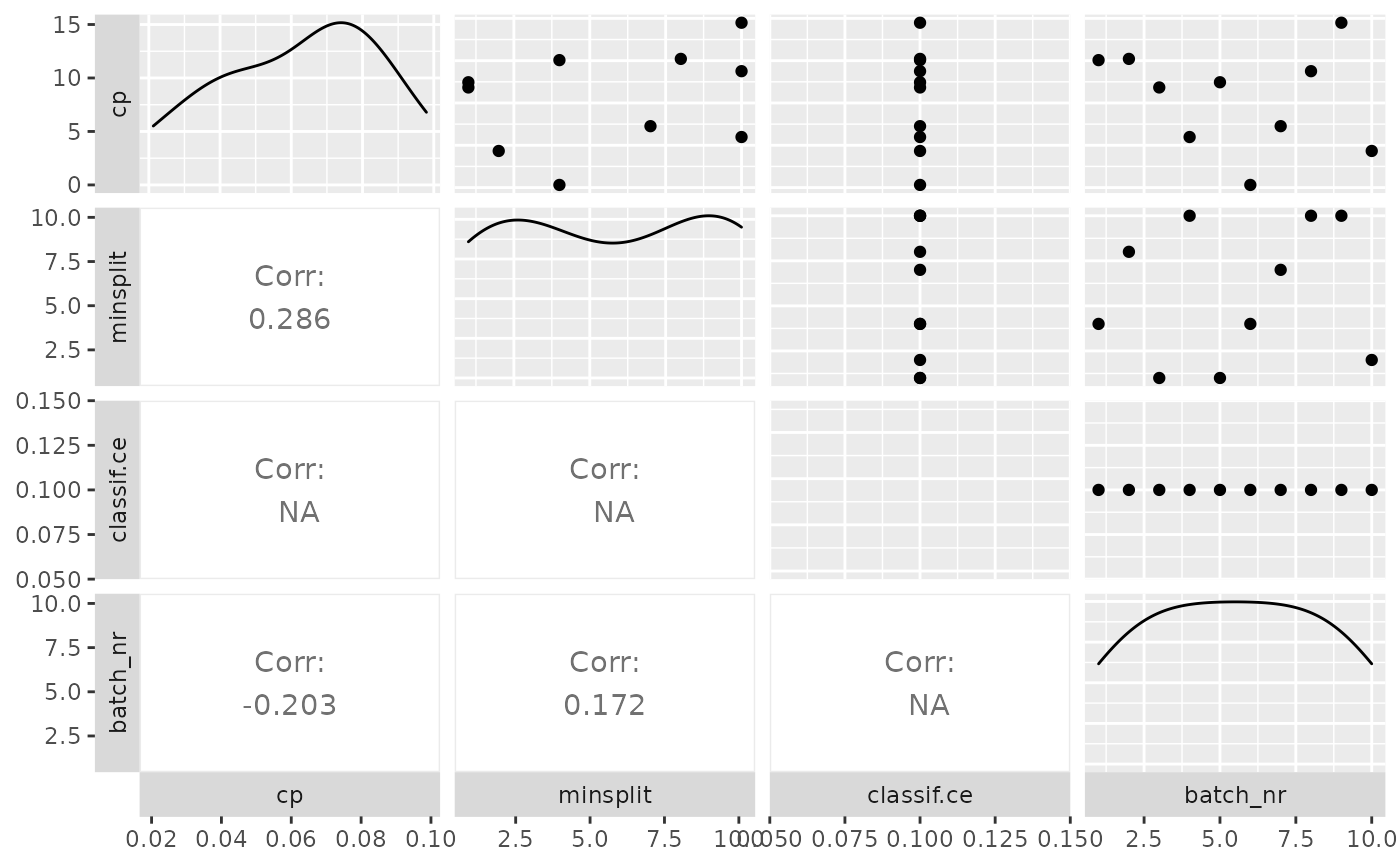 15
10
5
0
cp
10.0
7.5
5.0
2.5
minsplit
Corr:
0.286
0.150
0.125
0.100
0.075
0.050
classif.ce
Corr:
NA
Corr:
NA
10.0
7.5
5.0
2.5
batch_nr
Corr:
-0.203
Corr:
0.172
Corr:
NA
cp minsplit classif.ce batch_nr
0.02 0.04 0.06 0.08 0.10 2.5 5.0 7.5 10.0 0.050 0.075 0.100 0.125 0.150 2.5 5.0 7.5 10.0